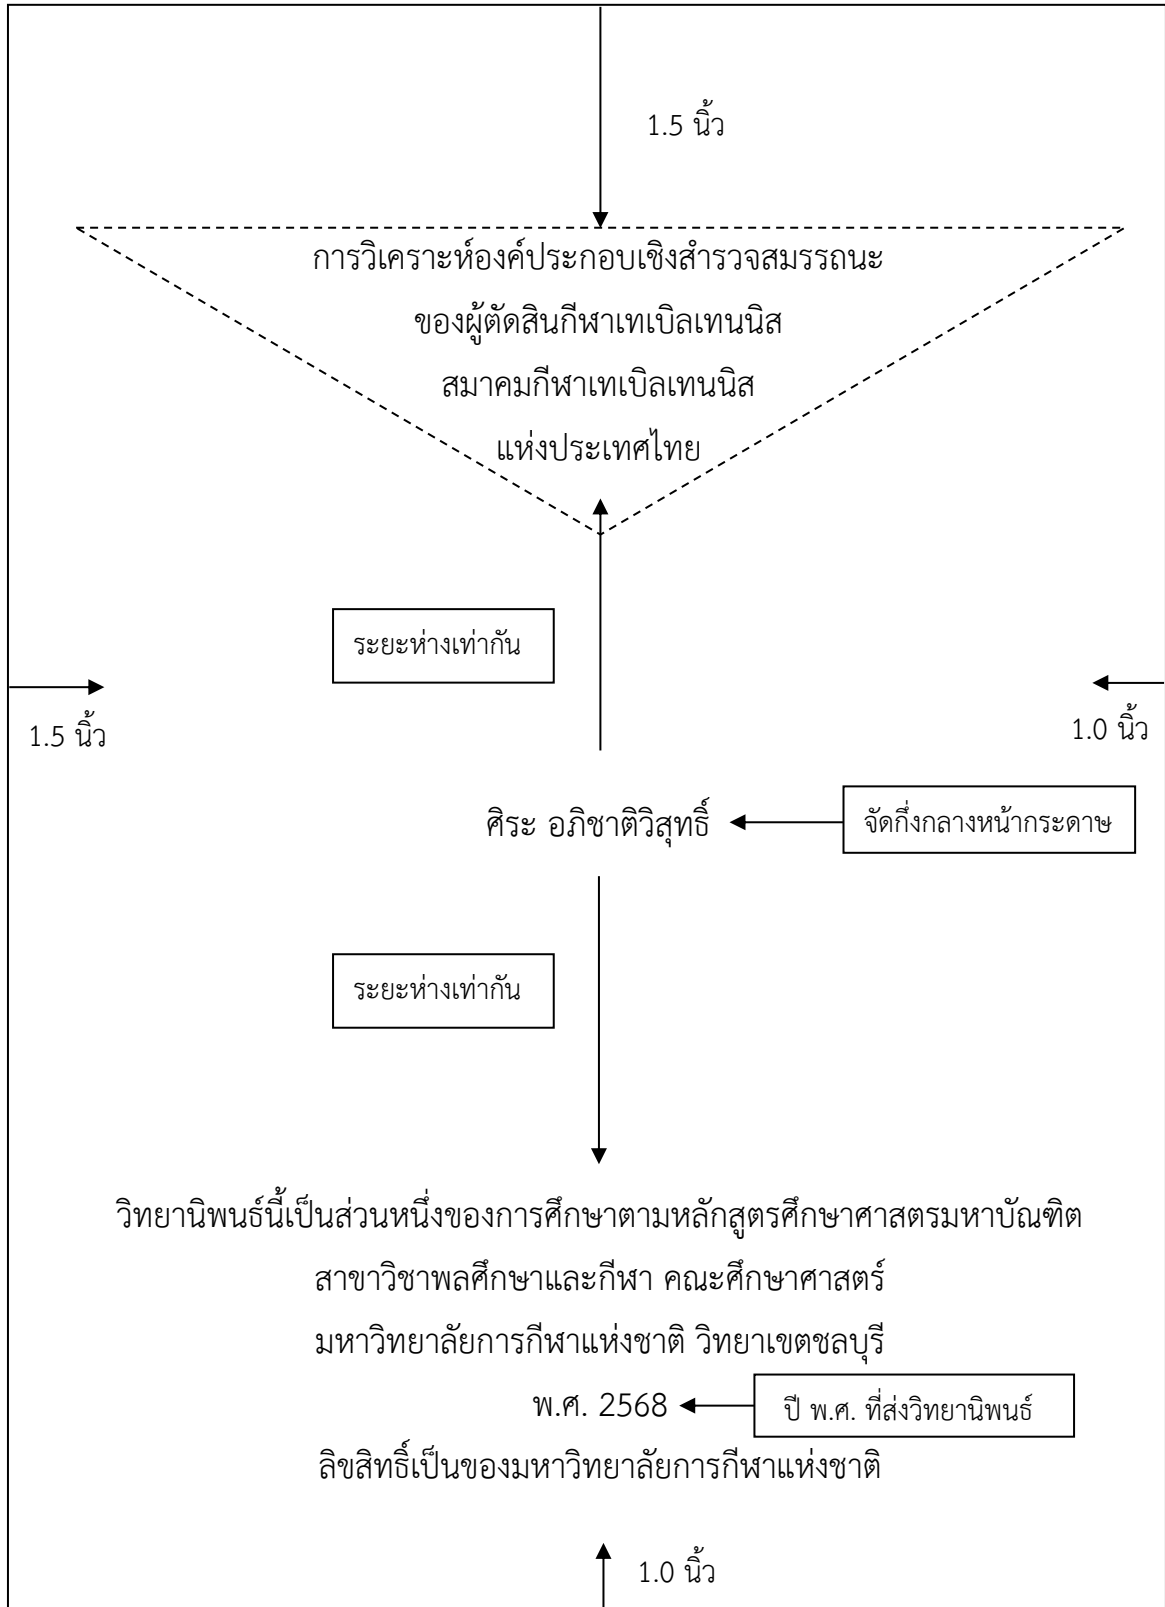 1.5 นิ้ว
การวิเคราะห์องค์ประกอบเชิงสำรวจสมรรถนะ
ของผู้ตัดสินกีฬาเทเบิลเทนนิส
สมาคมกีฬาเทเบิลเทนนิส
แห่งประเทศไทย
ระยะห่างเท่ากัน
1.5 นิ้ว
1.0 นิ้ว
ศิระ อภิชาติวิสุทธิ์
จัดกึ่งกลางหน้ากระดาษ
ระยะห่างเท่ากัน
วิทยานิพนธ์นี้เป็นส่วนหนึ่งของการศึกษาตามหลักสูตรศึกษาศาสตรมหาบัณฑิต
สาขาวิชาพลศึกษาและกีฬา คณะศึกษาศาสตร์
มหาวิทยาลัยการกีฬาแห่งชาติ วิทยาเขตชลบุรี
พ.ศ. 2568
ปี พ.ศ. ที่ส่งวิทยานิพนธ์
ลิขสิทธิ์เป็นของมหาวิทยาลัยการกีฬาแห่งชาติ
1.0 นิ้ว